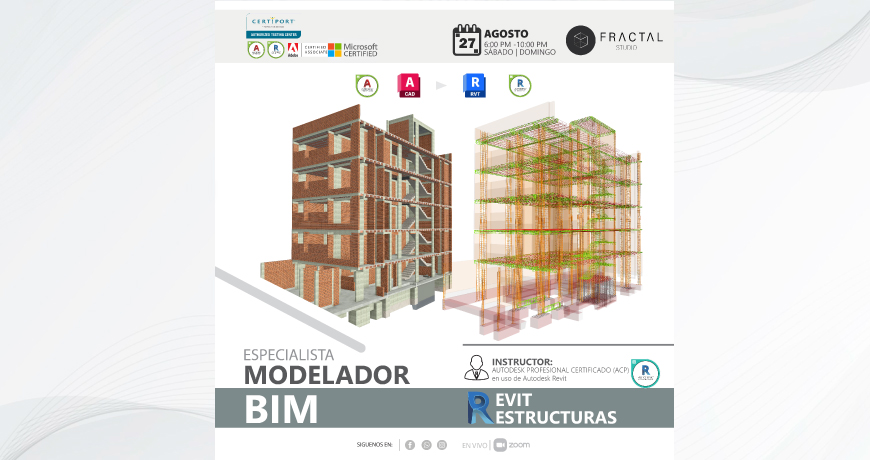 CERTIPORT
AUTHORIZED TESTING CENTER
A
R
Adobe
CERTIFIED
ASSOCIATE
Microsoft
CERTIFIED
27
AGOSTO
6:00 PM -10:00 PM
SÁBADO | DOMINGO
FRACTAL
STUDIO
A
A
CAD
R
RVT
R
ESPECIALISTA
MODELADOR
BIM
INSTRUCTOR:
AUTODESK PROFESIONAL CERTIFICADO (ACP)
en uso de Autodesk Revit
R
REVIT
ESTRUCTURAS
SIGUENOS EN:
EN VIVO
zoom